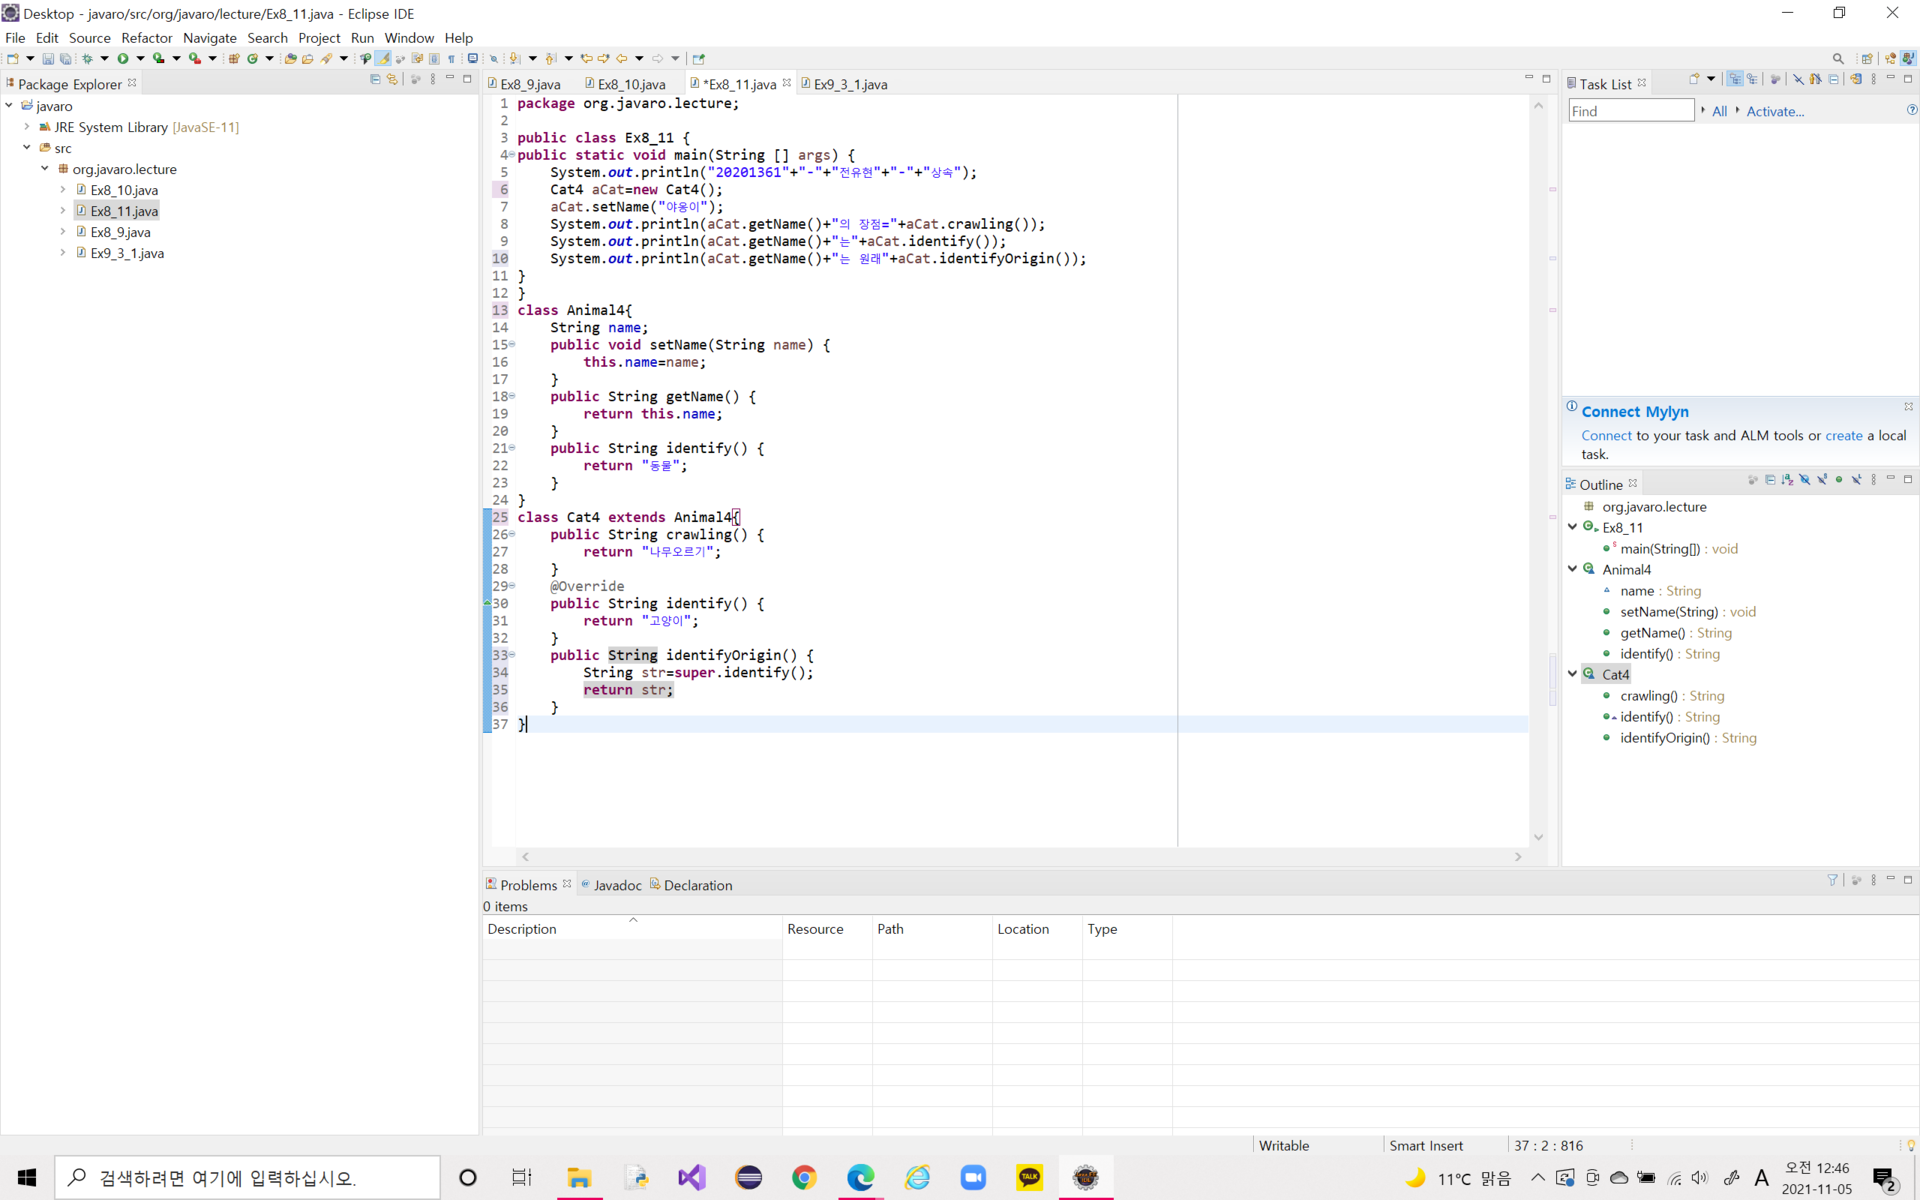 Desktop - javaro/src/org/javaro/lecture/Ex8_11.java - Eclipse IDE
File Edit Source Refactor Navigate Search Project Run Window Help
Package Explorer
javaro
JRE System Library [JavaSE-11]
src
org.javaro.lecture
Ex8_10.java
Ex8_11.java
Ex8_9.java
Ex9_3_1.java
Ex8_9.java Ex8_10.java *Ex8_11.java Ex9_3_1.java
1 package org.javaro.lecture;
2
3 public class Ex8_11 {
4 public static void main(String [] args) {
5 System.out.println("20201361"+"-"+"전유현"+"-"+"상속");
6 Cat4 aCat=new Cat4();
7 aCat.setName("야옹이");
8 System.out.println(aCat.getName()+"의 장점="+aCat.crawling());
9 System.out.println(aCat.getName()+"는"+aCat.identify());
10 System.out.println(aCat.getName()+"는 원래"+aCat.identifyOrigin());
11 }
12 }
13 class Animal4{
14 String name;
15 public void setName(String name) {
16 this.name=name;
17 }
18 public String getName() {
19 return this.name;
20 }
21 public String identify() {
22 return "동물";
23 }
24 }
25 class Cat4 extends Animal4{
26 public String crawling() {
27 return "나무오르기";
28 }
29 @Override
30 public String identify() {
31 return "고양이";
32 }
33 public String identifyOrigin() {
34 String str=super.identify();
35 return str;
36 }
37 }
Task List
Find All Activate...
Connect Mylyn
Connect to your task and ALM tools or create a local
task.
Outline
org.javaro.lecture
Ex8_11
main(String[]) : void
Animal4
name : String
setName(String) : void
getName() : String
identify() : String
Cat4
crawling() : String
identify() : String
identifyOrigin() : String
Problems Javadoc Declaration
0 items
Description Resource Path Location Type
Writable Smart Insert 37 : 2 : 816
검색하려면 여기에 입력하십시오.
TALK
11°C 맑음
A
오전 12:46
2021-11-05
2